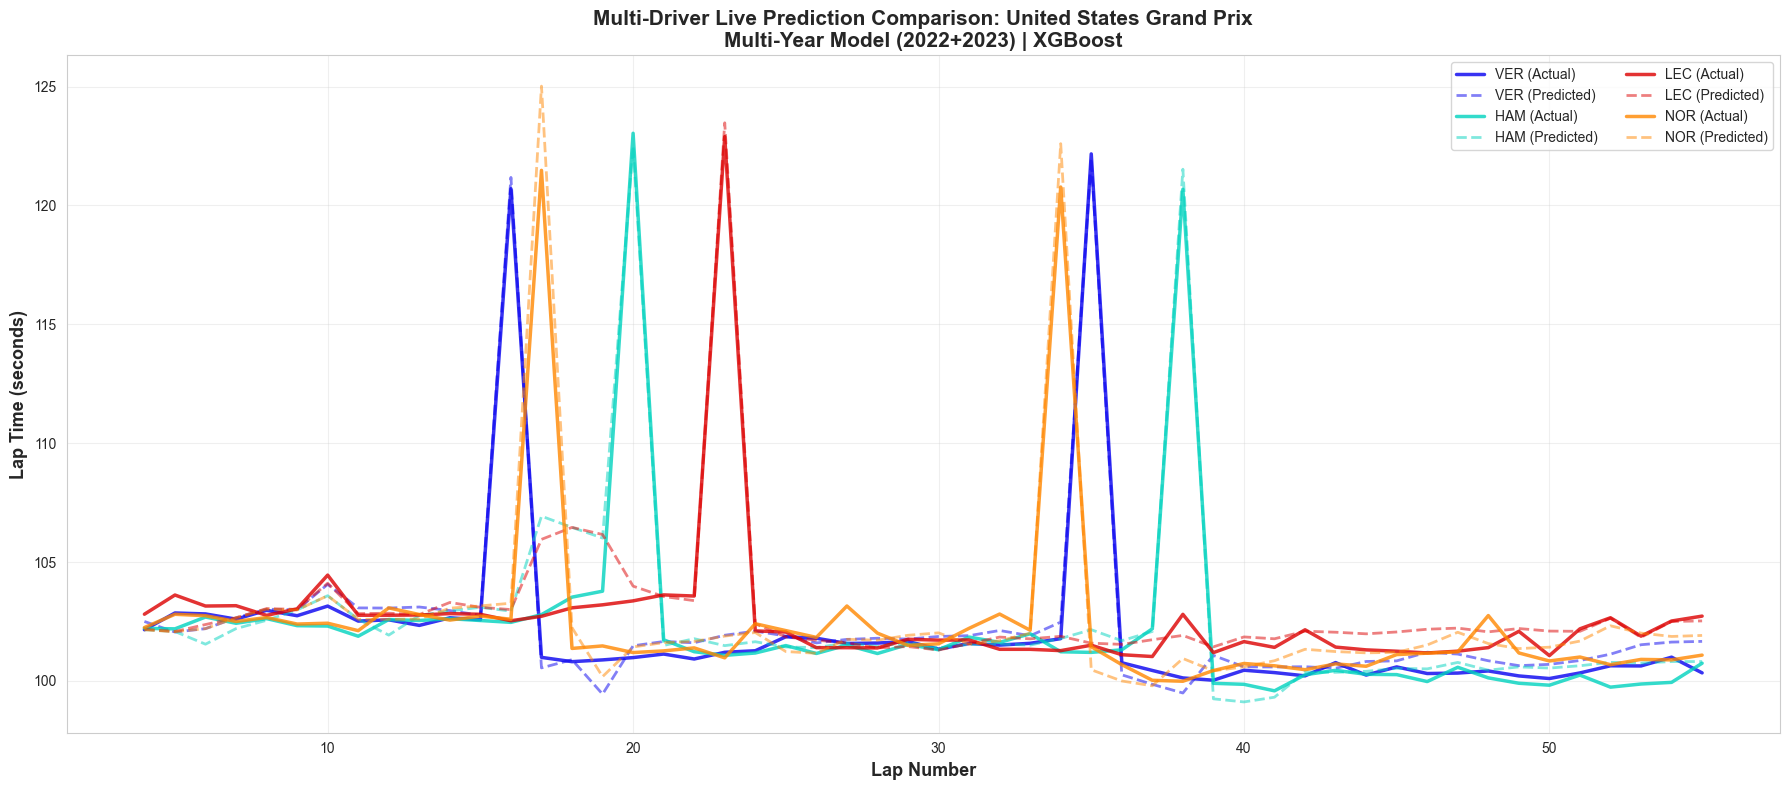 Multi-Driver Live Prediction Comparison: United States Grand Prix
Multi-Year Model (2022+2023) | XGBoost
VER (Actual)
VER (Predicted)
HAM (Actual)
HAM (Predicted)
LEC (Actual)
LEC (Predicted)
NOR (Actual)
NOR (Predicted)
Lap Time (seconds)
125
120
115
110
105
100
10
20
30
40
50
Lap Number